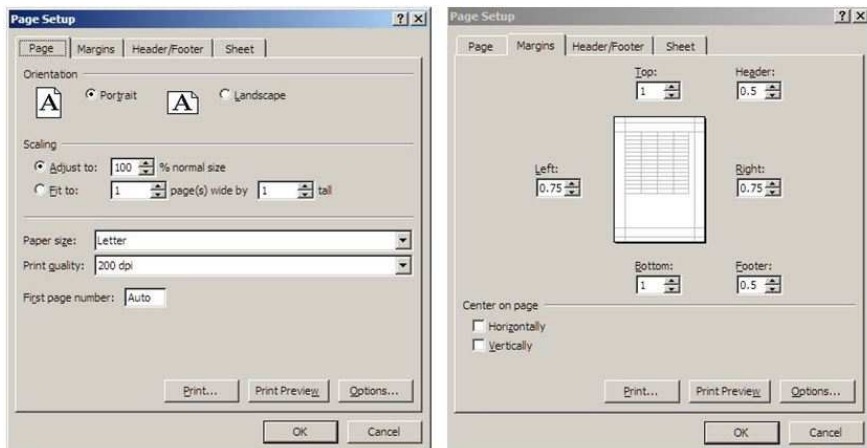 Page Setup
Page Margins Header/Footer Sheet
Orientation
A Portrait A Landscape
Scaling
Adjust to: 100 % normal size
Fit to: 1 page(s) wide by 1 tall
Paper size: Letter
Print quality: 200 dpi
First page number: Auto
Print... Print Preview Options...
OK Cancel
Page Setup
Page Margins Header/Footer Sheet
Top: Header:
1 0.5
Left: Right:
0.75 0.75
Bottom: Footer:
1 0.5
Center on page
Horizontally
Vertically
Print... Print Preview Options...
OK Cancel